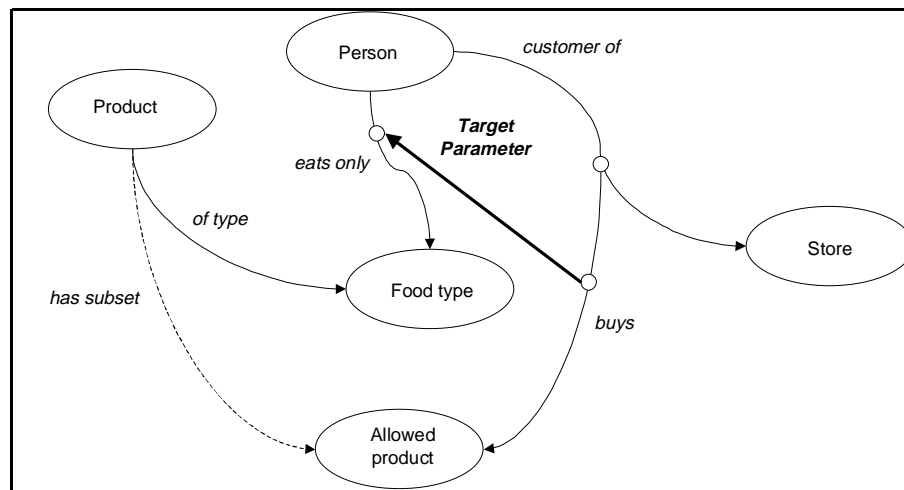 customer of
Person
Product
Target
Parameter
eats only
of type
Store
Food type
has subset
buys
Allowed
product